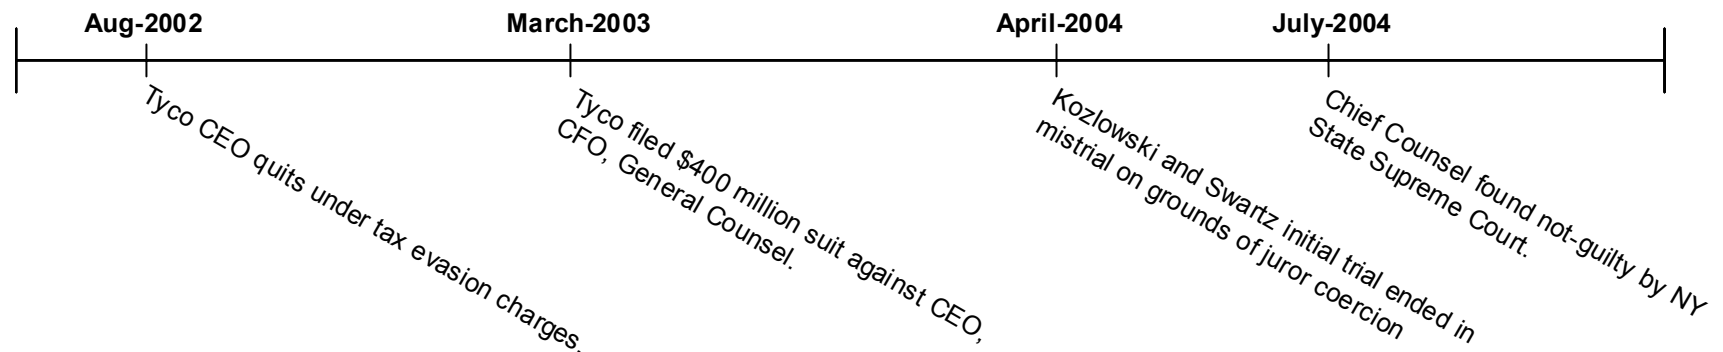 Aug-2002
March-2003
April-2004
July-2004
Tyco CEO quits under tax evasion charges.
Tyco filed $400 million suit against CEO,
CFO, General Counsel.
Kozlowski and Swartz initial trial ended in
mistrial on grounds of juror coercion
Chief Counsel found not-guilty by NY
State Supreme Court.